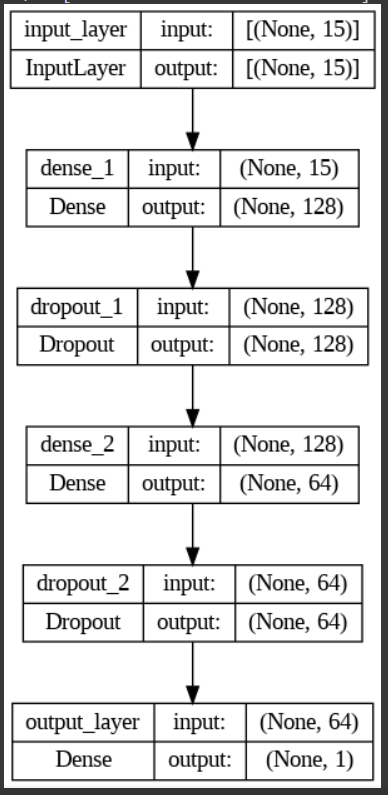 input_layer input: [(None, 15)]
InputLayer output: [(None, 15)]
dense_1 input: (None, 15)
Dense output: (None, 128)
dropout_1 input: (None, 128)
Dropout output: (None, 128)
dense_2 input: (None, 128)
Dense output: (None, 64)
dropout_2 input: (None, 64)
Dropout output: (None, 64)
output_layer input: (None, 64)
Dense output: (None, 1)